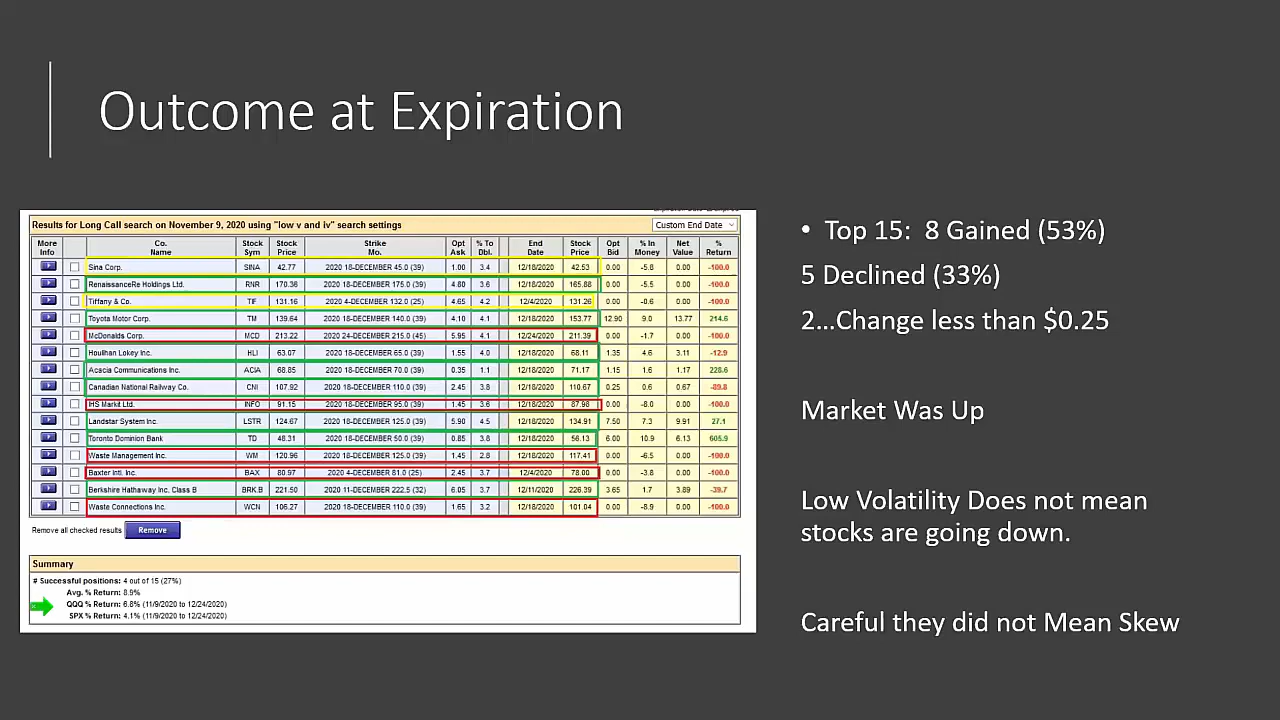 Outcome at Expiration
Results for Long Call search on November 9, 2020 using "low v and iv" search settings
Custom End Date
More Info Co. Name Stock Sym Stock Price Strike Mo. Opt Ask % To Dbl. End Date Stock Price Opt Bid % In Money Net Value % Return
Sina Corp. SINA 42.77 2020 18-DECEMBER 45.0 (39) 1.00 3.4 12/18/2020 42.53 0.00 -5.8 0.00 -100.0
RenaissanceRe Holdings Ltd. RNR 170.36 2020 18-DECEMBER 175.0 (39) 4.80 3.6 12/18/2020 165.88 0.00 -5.5 0.00 -100.0
Tiffany & Co. TIF 131.16 2020 4-DECEMBER 132.0 (25) 4.65 4.2 12/4/2020 131.26 0.00 -0.6 0.00 -100.0
Toyota Motor Corp. TM 139.64 2020 18-DECEMBER 140.0 (39) 4.10 4.1 12/18/2020 153.77 12.90 9.0 13.77 214.6
McDonalds Corp. MCD 213.22 2020 24-DECEMBER 215.0 (45) 5.95 4.1 12/24/2020 211.39 0.00 -1.7 0.00 -100.0
Houlihan Lokey Inc. HLI 63.07 2020 18-DECEMBER 65.0 (39) 1.55 4.0 12/18/2020 68.11 1.35 4.6 3.11 -12.9
Acacia Communications Inc. ACIA 68.85 2020 18-DECEMBER 70.0 (39) 0.35 1.1 12/18/2020 71.17 1.15 1.6 1.17 228.6
Canadian National Railway Co. CNI 107.92 2020 18-DECEMBER 110.0 (39) 2.45 3.8 12/18/2020 110.67 0.25 0.6 0.67 -89.8
IHS Markit Ltd. INFO 91.15 2020 18-DECEMBER 95.0 (39) 1.45 3.6 12/18/2020 87.98 0.00 -8.0 0.00 -100.0
Landstar System Inc. LSTR 124.67 2020 18-DECEMBER 125.0 (39) 5.90 4.5 12/18/2020 134.91 7.50 7.3 9.91 27.1
Toronto Dominion Bank TD 48.31 2020 18-DECEMBER 50.0 (39) 0.85 3.8 12/18/2020 56.13 6.00 10.9 6.13 605.9
Waste Management Inc. WM 120.96 2020 18-DECEMBER 125.0 (39) 1.45 2.8 12/18/2020 117.41 0.00 -6.5 0.00 -100.0
Baxter Intl. Inc. BAX 80.97 2020 4-DECEMBER 81.0 (25) 2.45 3.7 12/4/2020 78.00 0.00 -3.8 0.00 -100.0
Berkshire Hathaway Inc. Class B BRK.B 221.50 2020 11-DECEMBER 222.5 (32) 6.05 3.7 12/11/2020 226.39 3.65 1.7 3.89 -39.7
Waste Connections Inc. WCN 106.27 2020 18-DECEMBER 110.0 (39) 1.65 3.2 12/18/2020 101.04 0.00 -8.9 0.00 -100.0
Remove all checked results Remove
Summary
# Successful positions: 4 out of 15 (27%)
Avg. % Return: 8.9%
QQQ % Return: 6.8% (11/9/2020 to 12/24/2020)
SPX % Return: 4.1% (11/9/2020 to 12/24/2020)
• Top 15: 8 Gained (53%)
5 Declined (33%)
2...Change less than $0.25
Market Was Up
Low Volatility Does not mean
stocks are going down.
Careful they did not Mean Skew